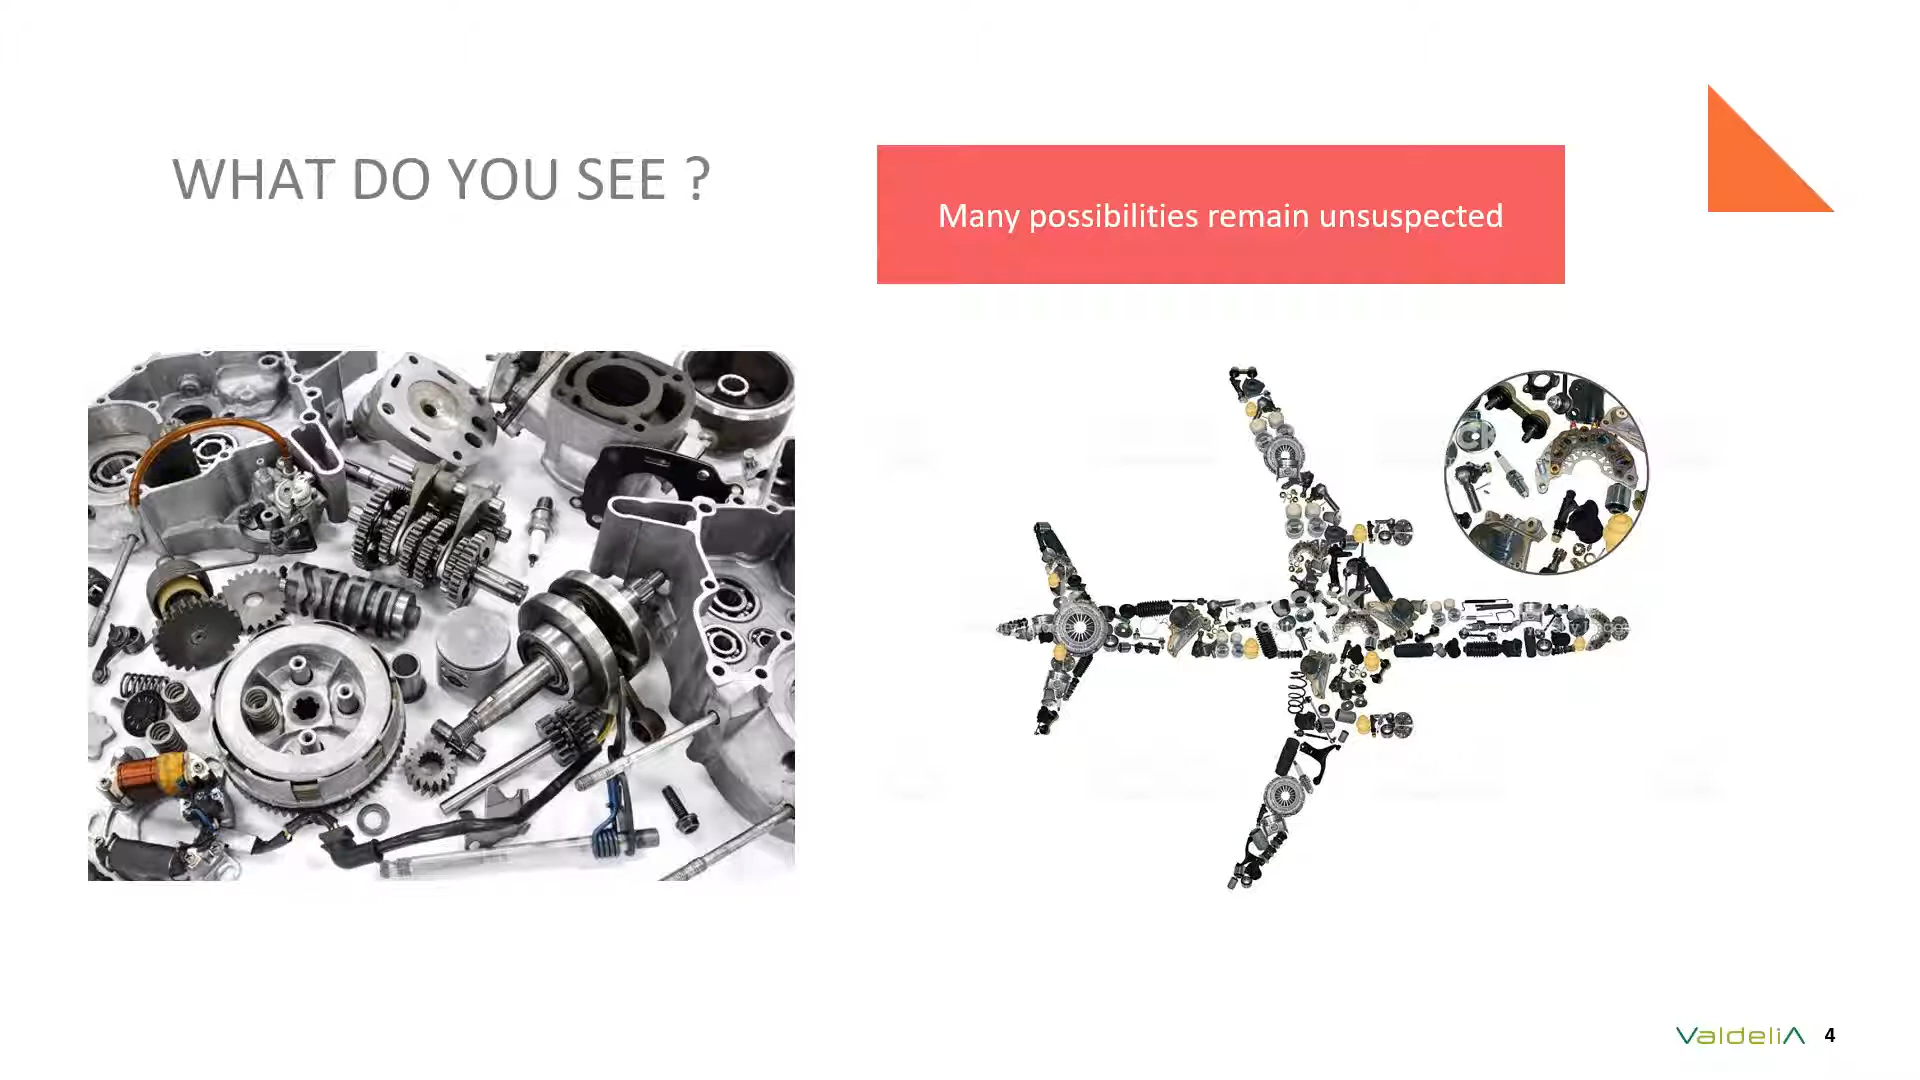 WHAT DO YOU SEE ?
Many possibilities remain unsuspected
ValdeliA
4